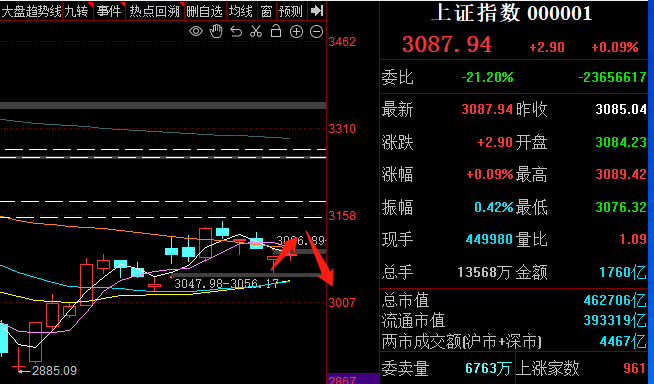 大盘趋势线 九转 事件 热点回溯 删自选 均线 窗 预测
3462
3310
3158
3007
2867
3086.89
3047.98-3056.17
2885.09
上证指数 000001
3087.94 +2.90 +0.09%
委比 -21.20% -23656617
最新 3087.94 昨收 3085.04
涨跌 +2.90 开盘 3084.23
涨幅 +0.09% 最高 3089.42
振幅 0.42% 最低 3076.32
现手 449980 量比 1.09
总手 13568万 金额 1760亿
总市值 462706亿
流通市值 393319亿
两市成交额(沪市+深市) 4467亿
委卖量 6763万 上涨家数 961